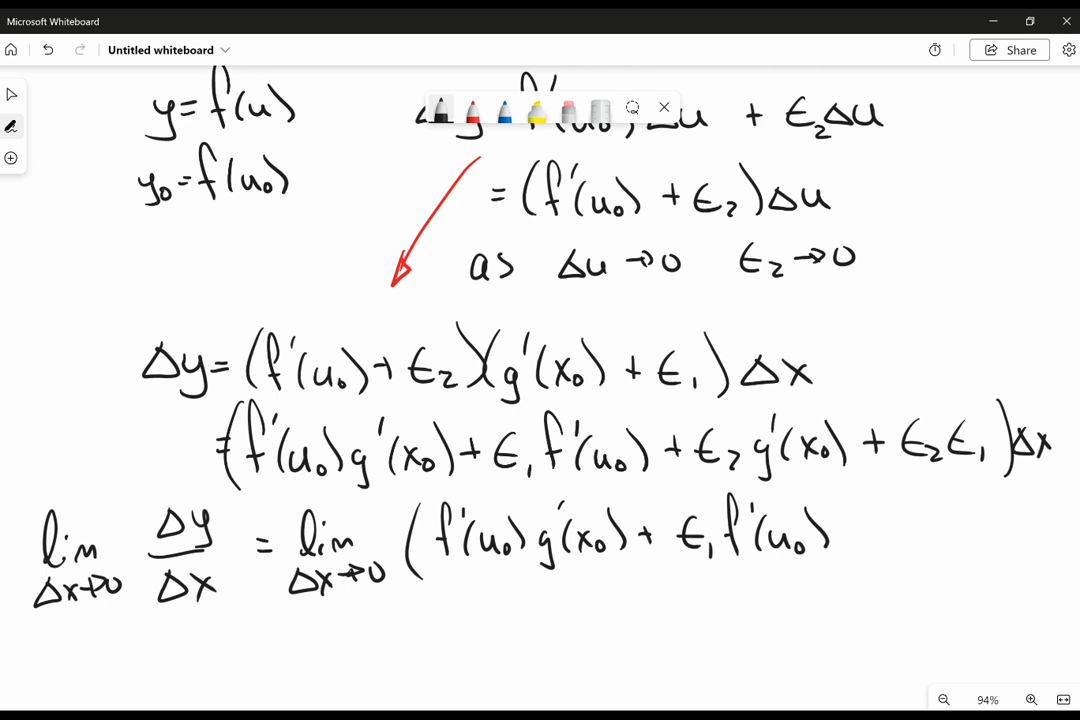 Microsoft Whiteboard
Untitled whiteboard
Share
y = f(u)
Δy f'(u₀) Δu + ϵ₂Δu
y₀ = f(u₀)
= (f'(u₀) + ϵ₂)Δu
as Δu → 0 ϵ₂ → 0
Δy = (f'(u₀) + ϵ₂)(g'(x₀) + ϵ₁) Δx
= (f'(u₀)g'(x₀) + ϵ₁f'(u₀) + ϵ₂g'(x₀) + ϵ₂ϵ₁)Δx
lim Δx→0 Δy/Δx = lim Δx→0 (f'(u₀)g'(x₀) + ϵ₁f'(u₀)
94%